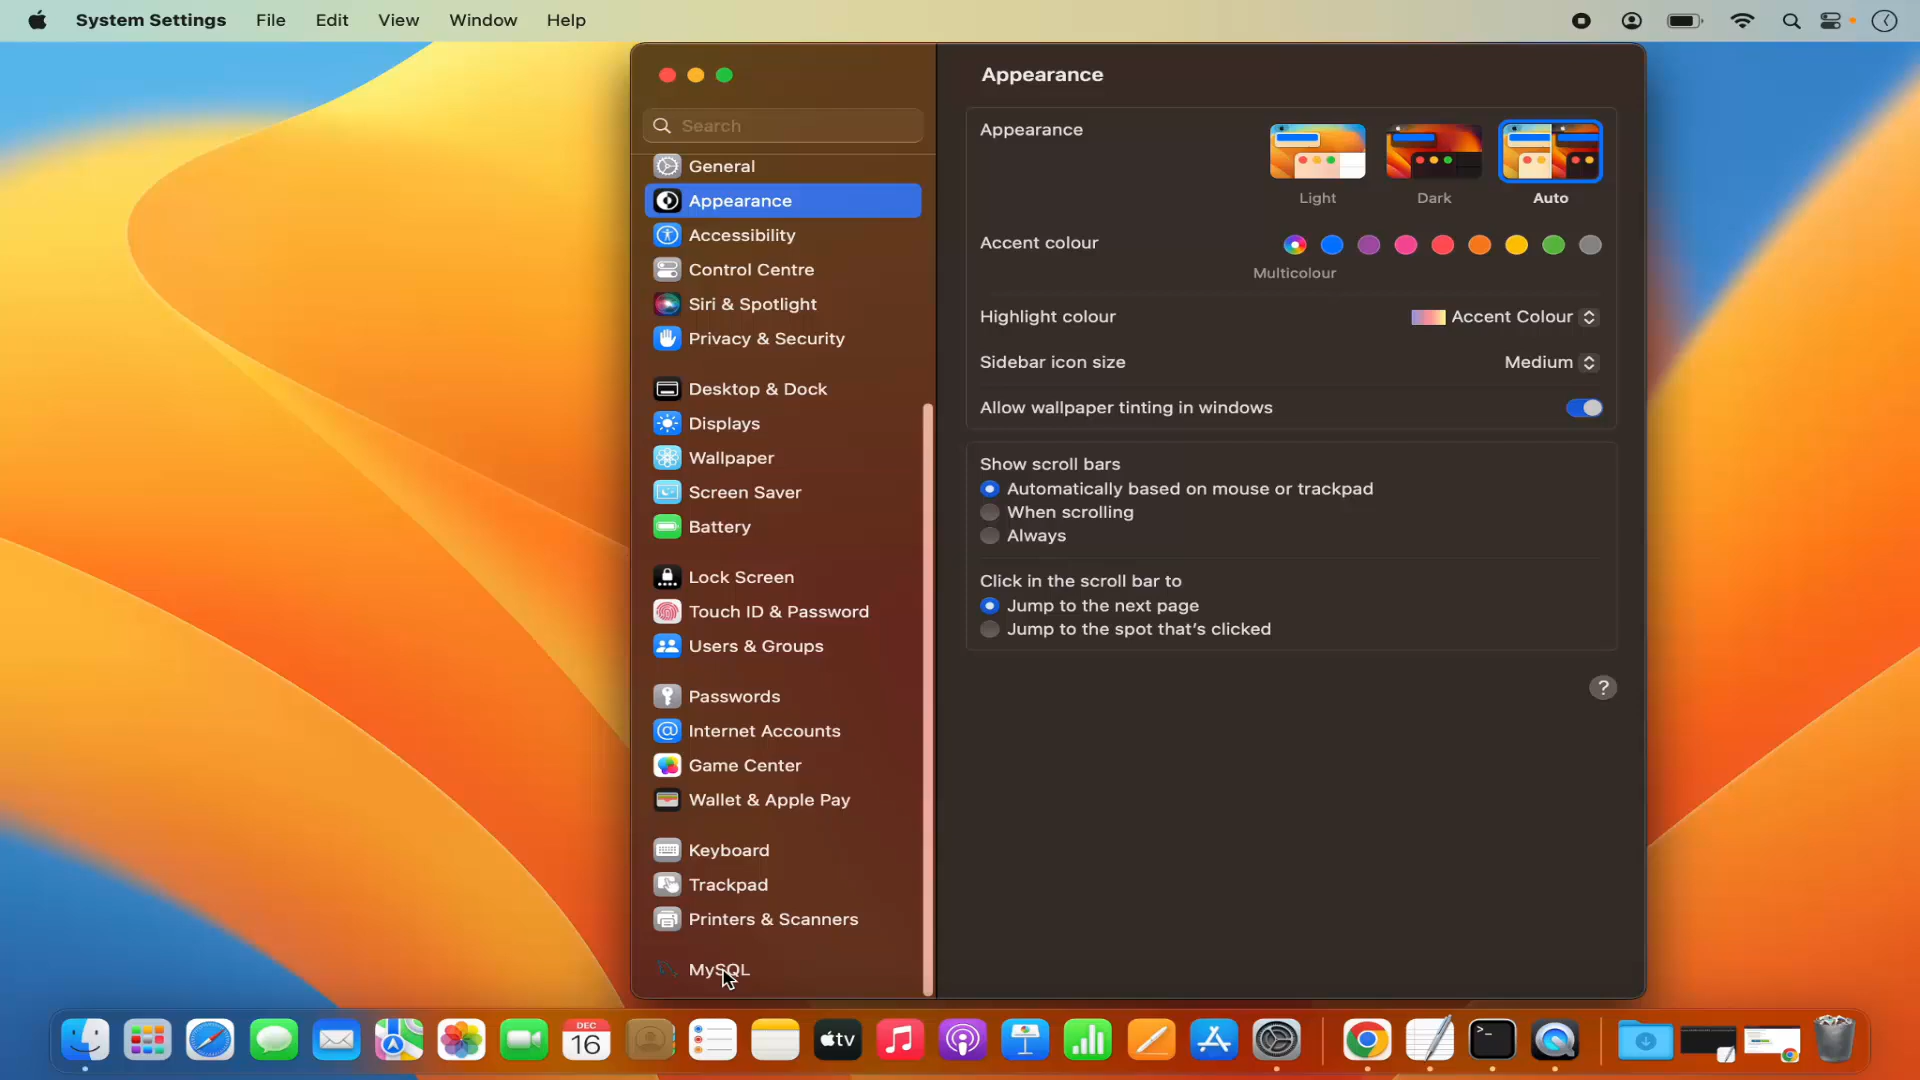 System Settings File Edit View Window Help
Search
General
Appearance
Accessibility
Control Centre
Siri & Spotlight
Privacy & Security
Desktop & Dock
Displays
Wallpaper
Screen Saver
Battery
Lock Screen
Touch ID & Password
Users & Groups
Passwords
Internet Accounts
Game Center
Wallet & Apple Pay
Keyboard
Trackpad
Printers & Scanners
MySQL
Appearance
Appearance
Light Dark Auto
Accent colour
Multicolour
Highlight colour Accent Colour
Sidebar icon size Medium
Allow wallpaper tinting in windows
Show scroll bars
Automatically based on mouse or trackpad
When scrolling
Always
Click in the scroll bar to
Jump to the next page
Jump to the spot that's clicked
?
DEC
16
tv
>_